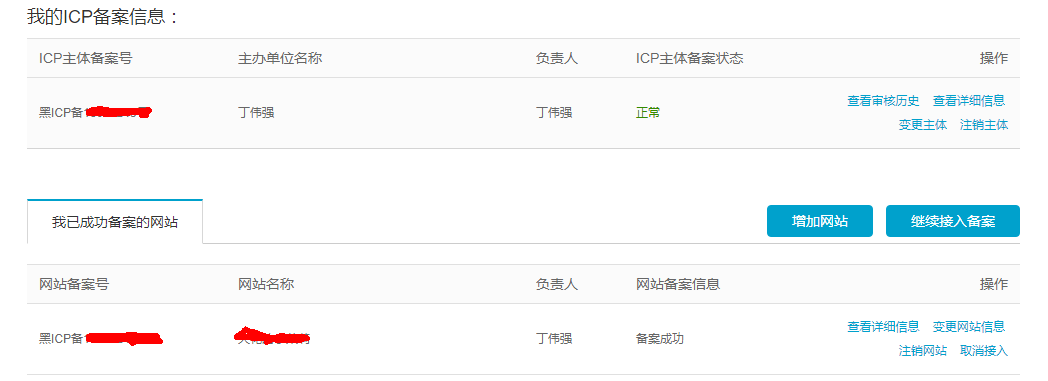 我的ICP备案信息：
ICP主体备案号 主办单位名称 负责人 ICP主体备案状态 操作
黑ICP备 丁伟强 丁伟强 正常 查看审核历史 查看详细信息
变更主体 注销主体
我已成功备案的网站 增加网站 继续接入备案
网站备案号 网站名称 负责人 网站备案信息 操作
黑ICP备 丁伟强 备案成功 查看详细信息 变更网站信息
注销网站 取消接入